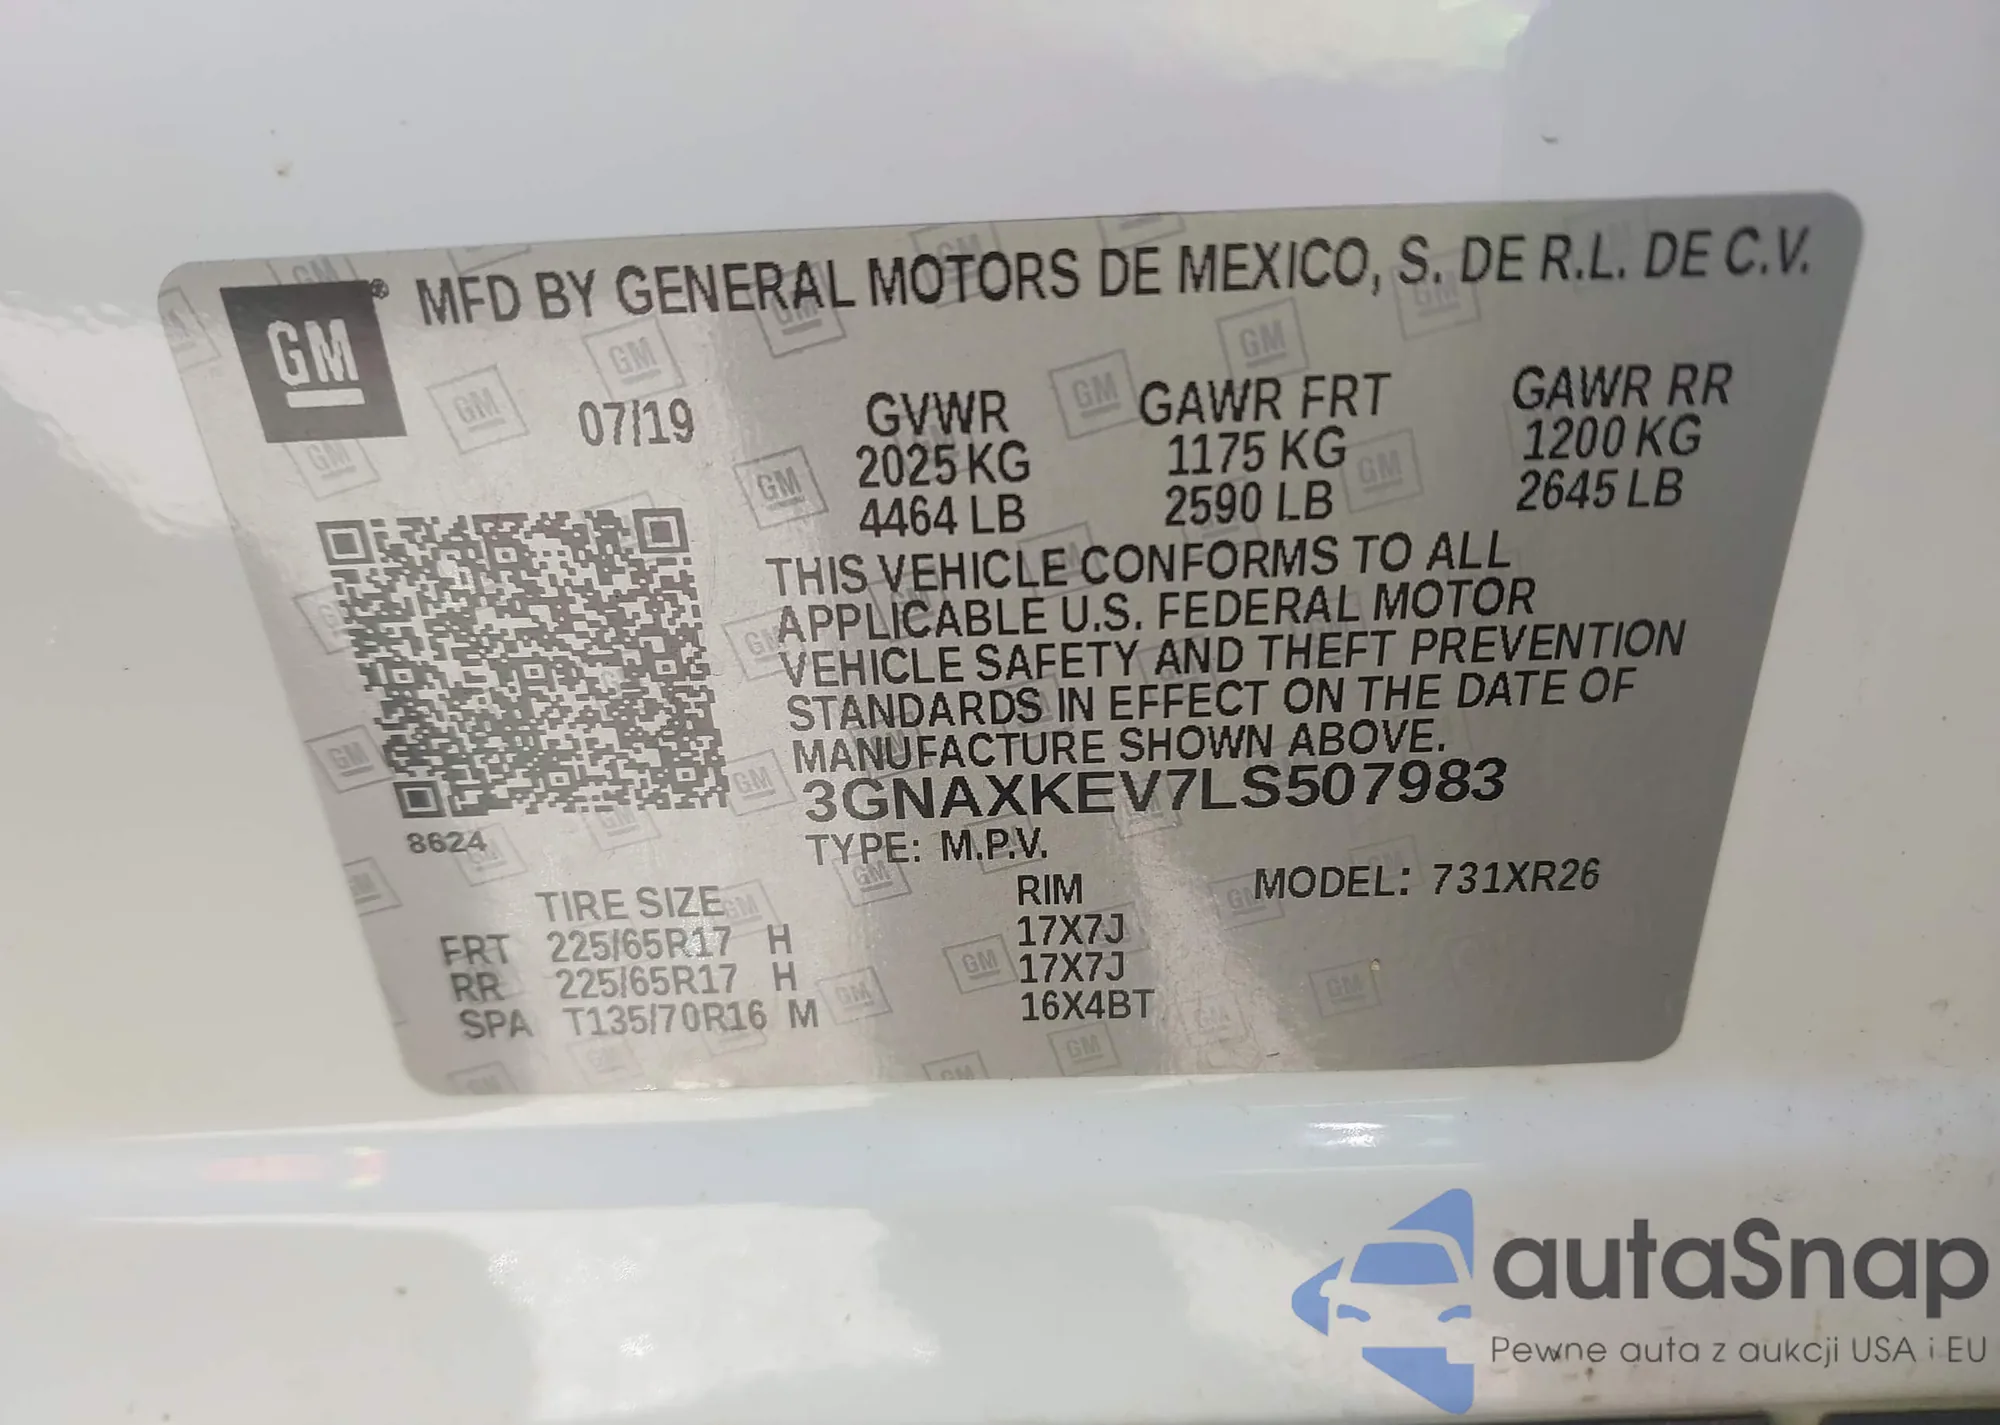 GM
® MFD BY GENERAL MOTORS DE MEXICO, S. DE R.L. DE C.V.
07/19
GVWR GAWR FRT GAWR RR
2025 KG 1175 KG 1200 KG
4464 LB 2590 LB 2645 LB
THIS VEHICLE CONFORMS TO ALL
APPLICABLE U.S. FEDERAL MOTOR
VEHICLE SAFETY AND THEFT PREVENTION
STANDARDS IN EFFECT ON THE DATE OF
MANUFACTURE SHOWN ABOVE.
3GNAXKEV7LS507983
8624
TYPE: M.P.V.
MODEL: 731XR26
TIRE SIZE RIM
FRT 225/65R17 H 17X7J
RR 225/65R17 H 17X7J
SPA T135/70R16 M 16X4BT
autaSnap
Pewne auta z aukcji USA i EU